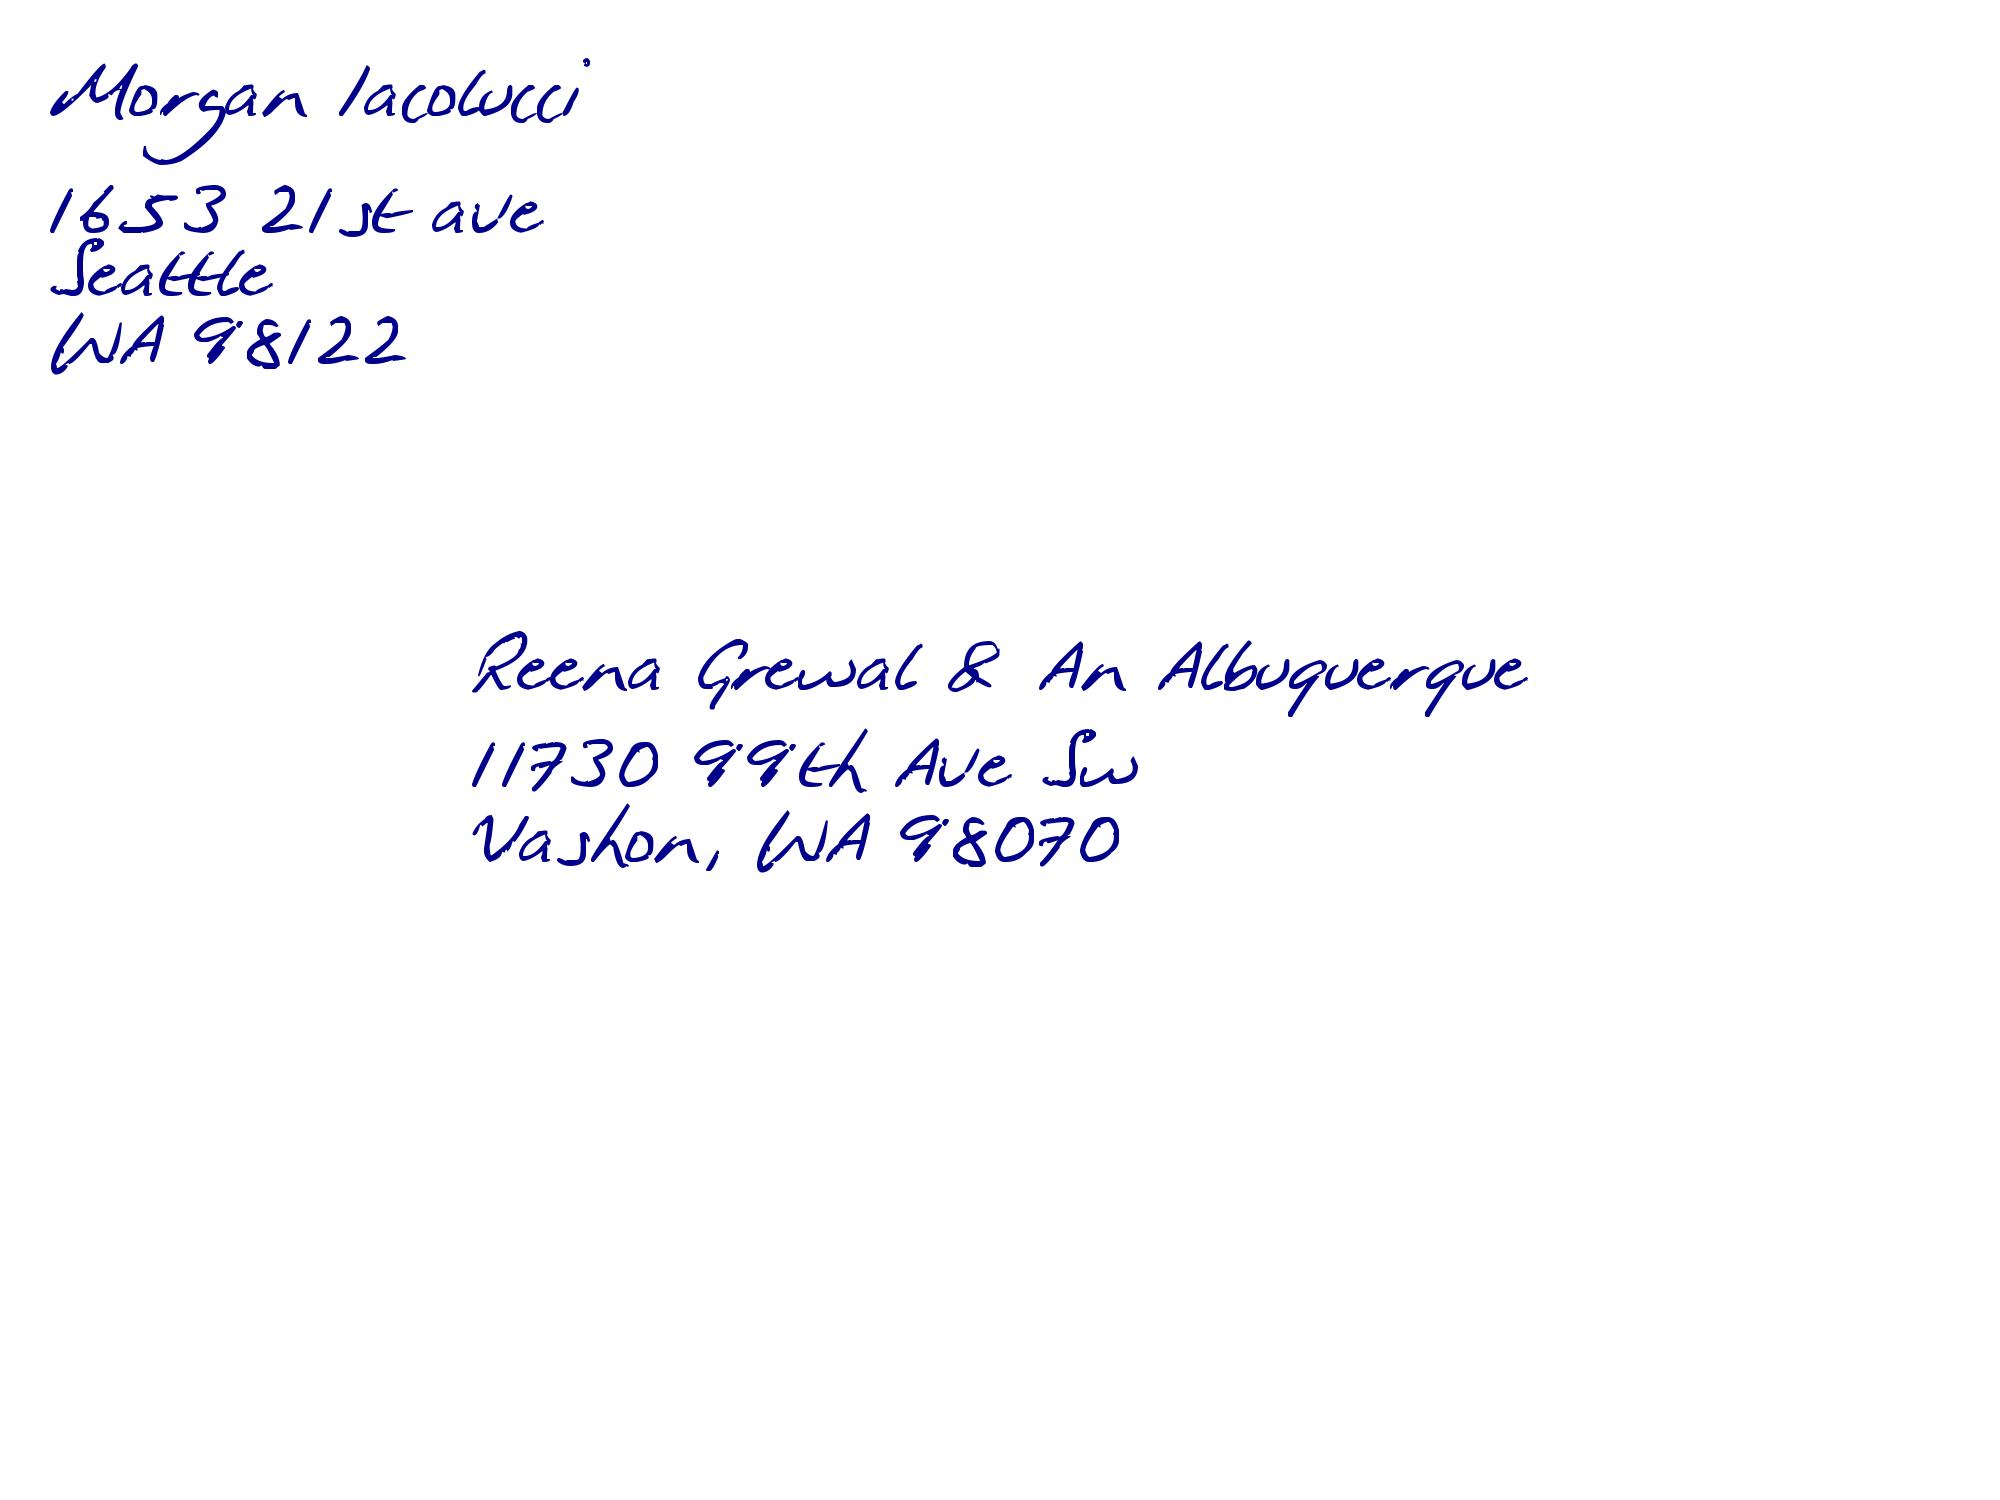 Morgan Iacolucci
1653 21st ave
Seattle
WA 98122
Reena Grewal & An Albuquerque
11730 99th Ave Sw
Vashon, WA 98070